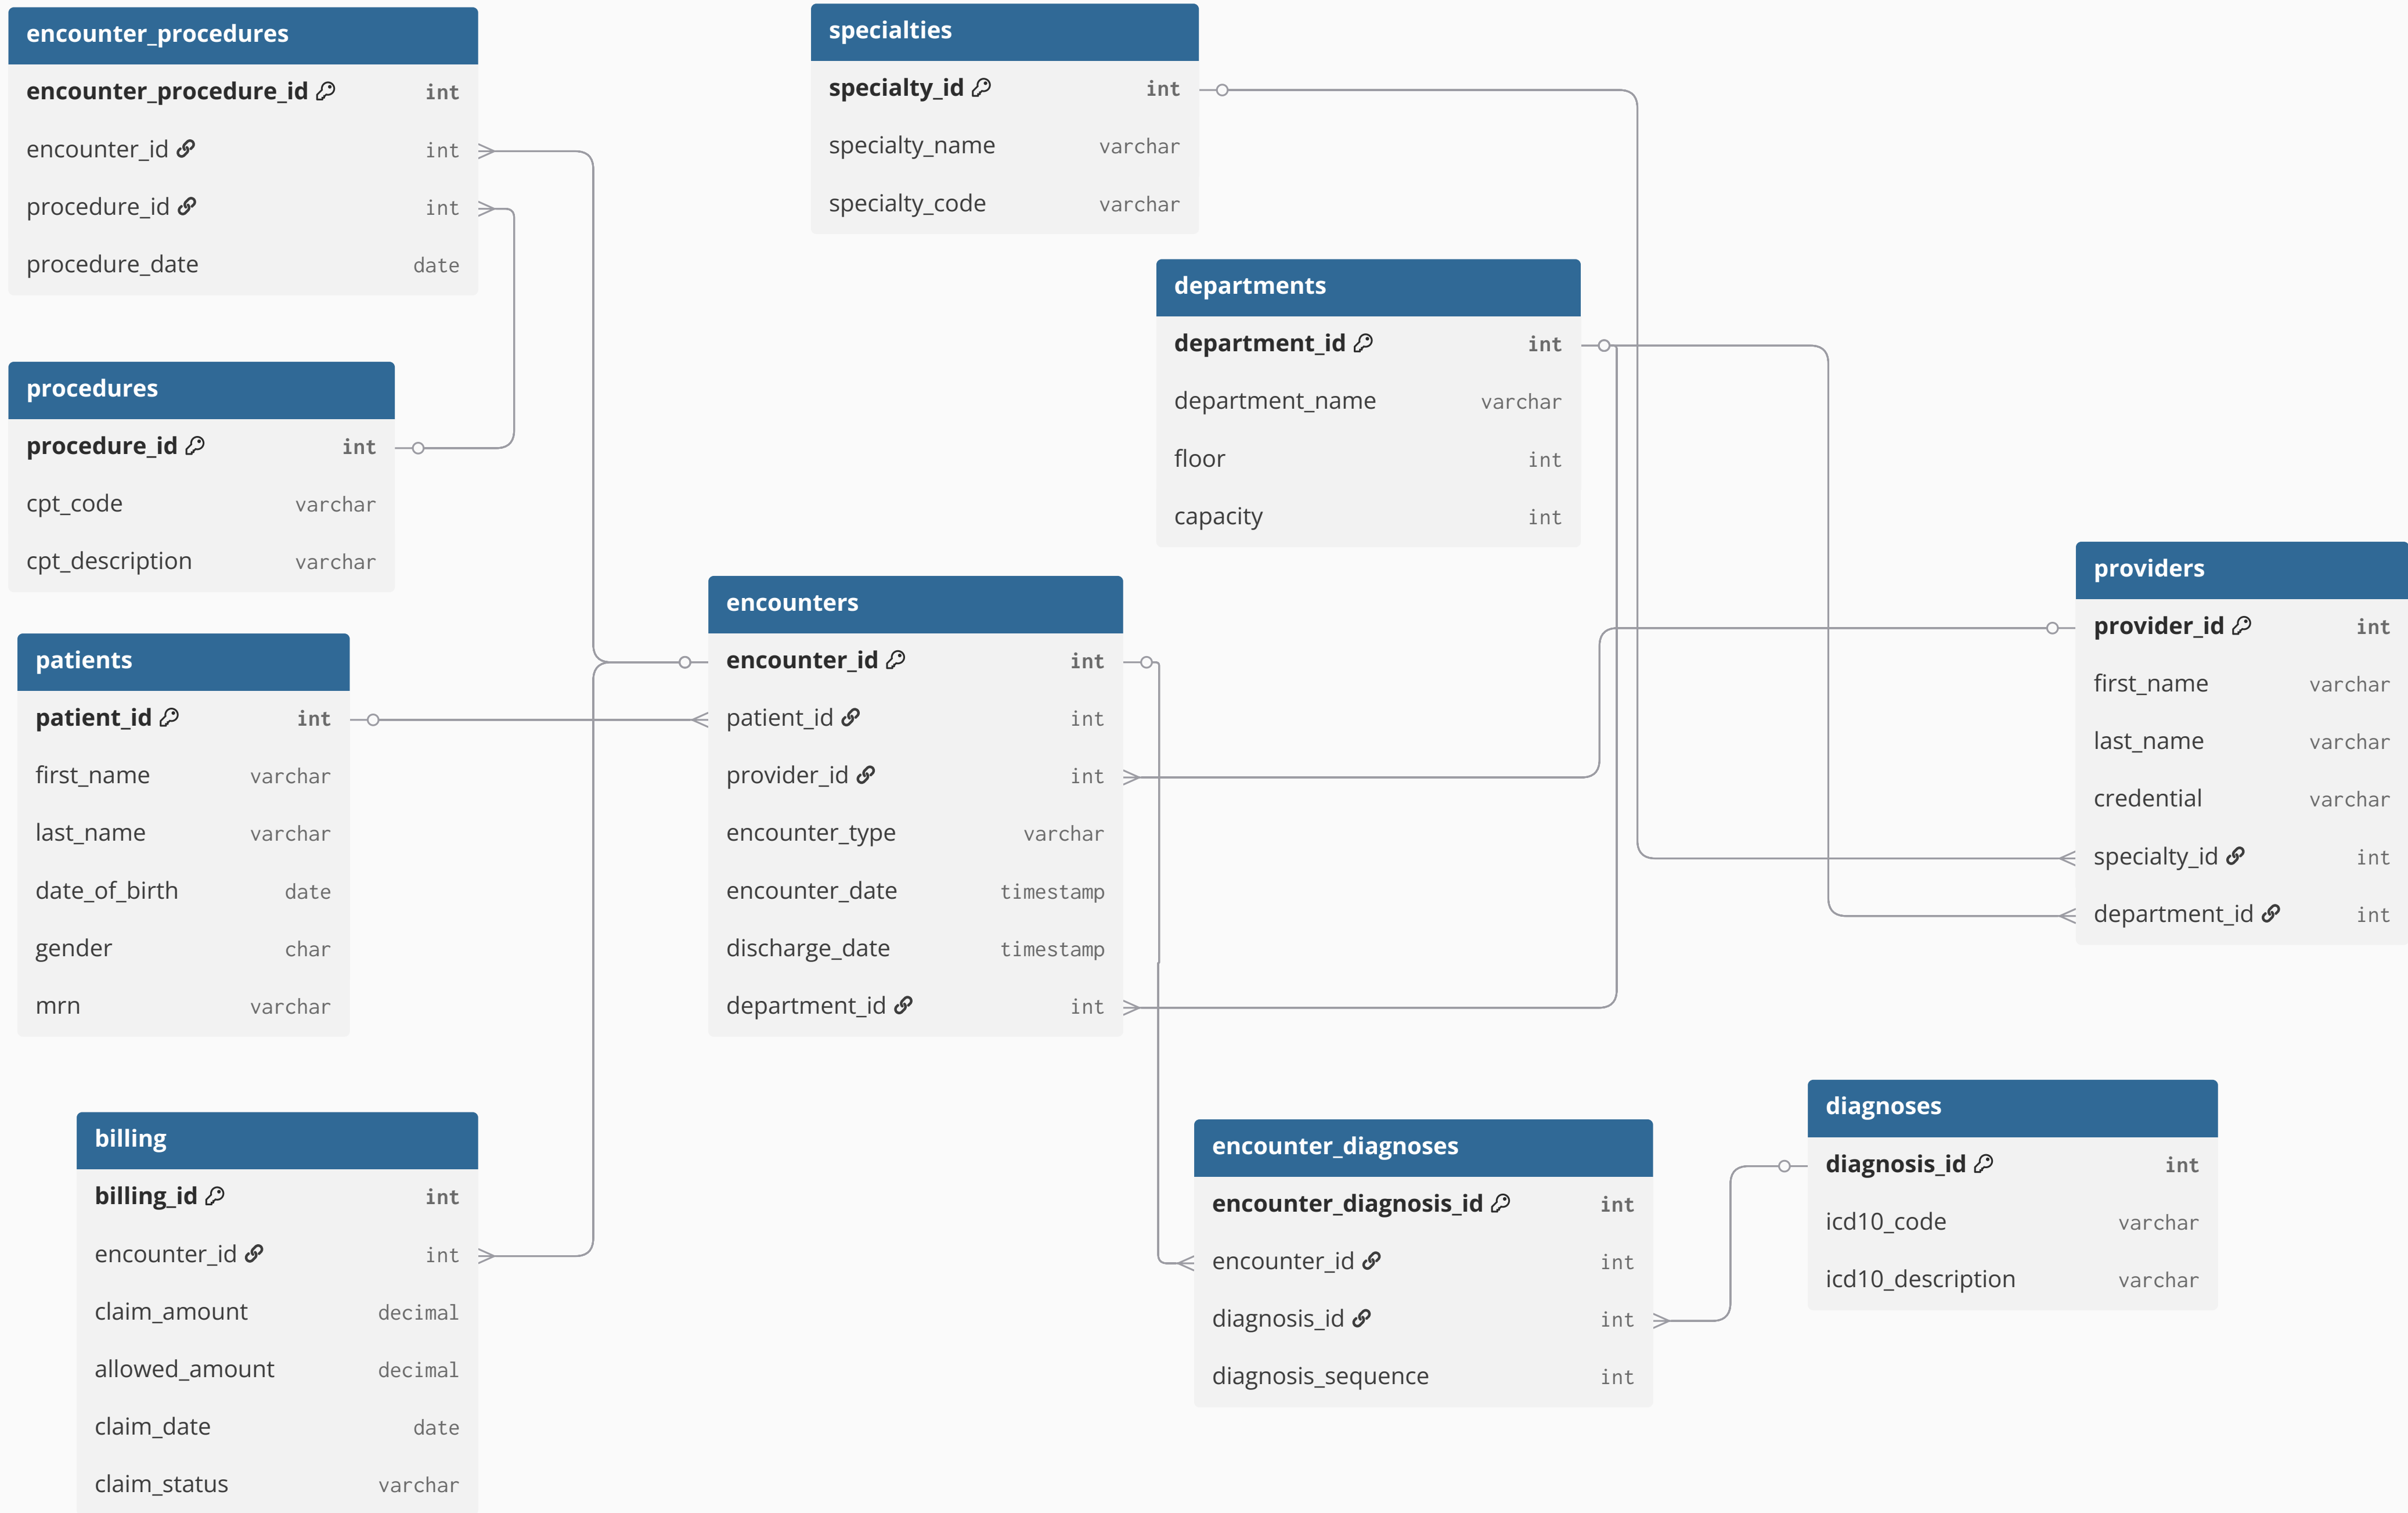 encounter_procedures
encounter_procedure_id int
encounter_id int
procedure_id int
procedure_date date
specialties
specialty_id int
specialty_name varchar
specialty_code varchar
departments
department_id int
department_name varchar
floor int
capacity int
procedures
procedure_id int
cpt_code varchar
cpt_description varchar
providers
provider_id int
first_name varchar
last_name varchar
credential varchar
specialty_id int
department_id int
encounters
encounter_id int
patient_id int
provider_id int
encounter_type varchar
encounter_date timestamp
discharge_date timestamp
department_id int
patients
patient_id int
first_name varchar
last_name varchar
date_of_birth date
gender char
mrn varchar
billing
billing_id int
encounter_id int
claim_amount decimal
allowed_amount decimal
claim_date date
claim_status varchar
encounter_diagnoses
encounter_diagnosis_id int
encounter_id int
diagnosis_id int
diagnosis_sequence int
diagnoses
diagnosis_id int
icd10_code varchar
icd10_description varchar